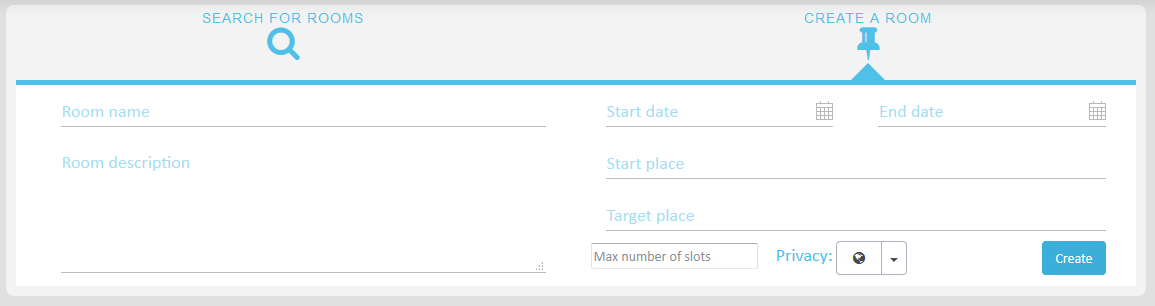 SEARCH FOR ROOMS
CREATE A ROOM
Room name
Start date
End date
Room description
Start place
Target place
Max number of slots
Privacy:
Create